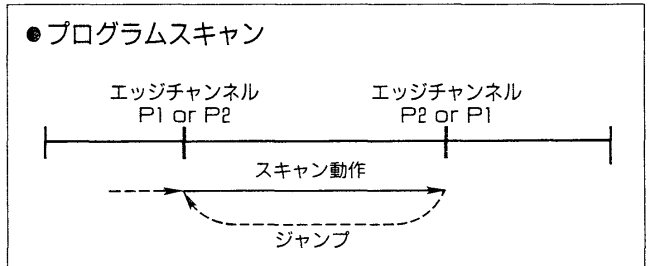 ●プログラムスキャン
エッジチャンネル エッジチャンネル
P1 or P2 P2 or P1
スキャン動作
ジャンプ